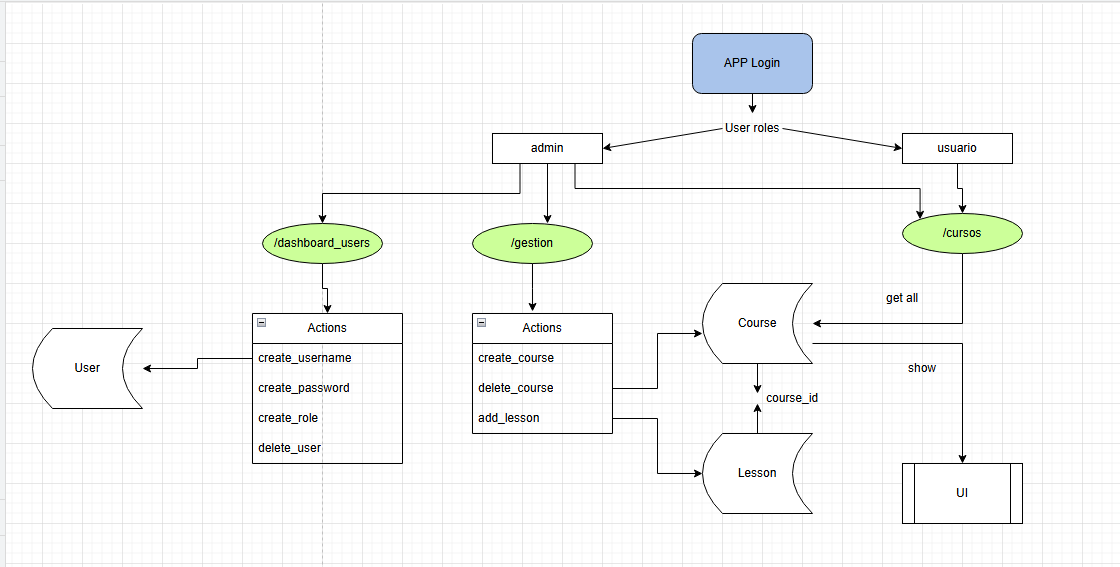 APP Login
User roles
admin
usuario
/dashboard_users
/gestion
/cursos
Actions
create_username
create_password
create_role
delete_user
User
Actions
create_course
delete_course
add_lesson
Course
get all
show
course_id
Lesson
UI